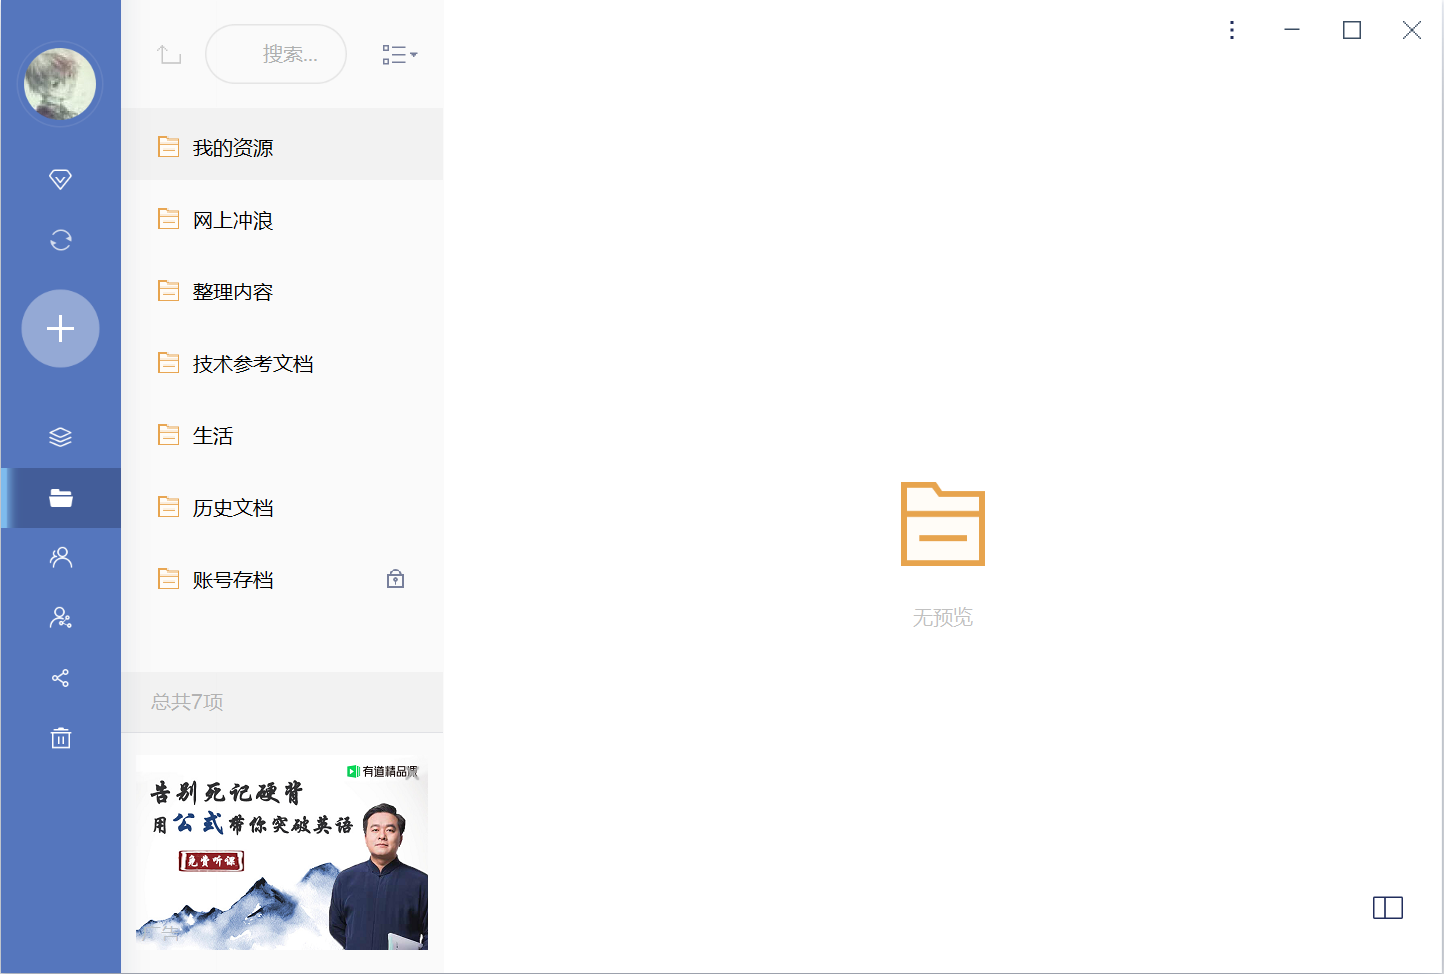 搜索...
我的资源
网上冲浪
整理内容
技术参考文档
生活
历史文档
账号存档
总共7项
无预览
有道精品课
告别死记硬背
用公式带你突破英语
免费听课
广告